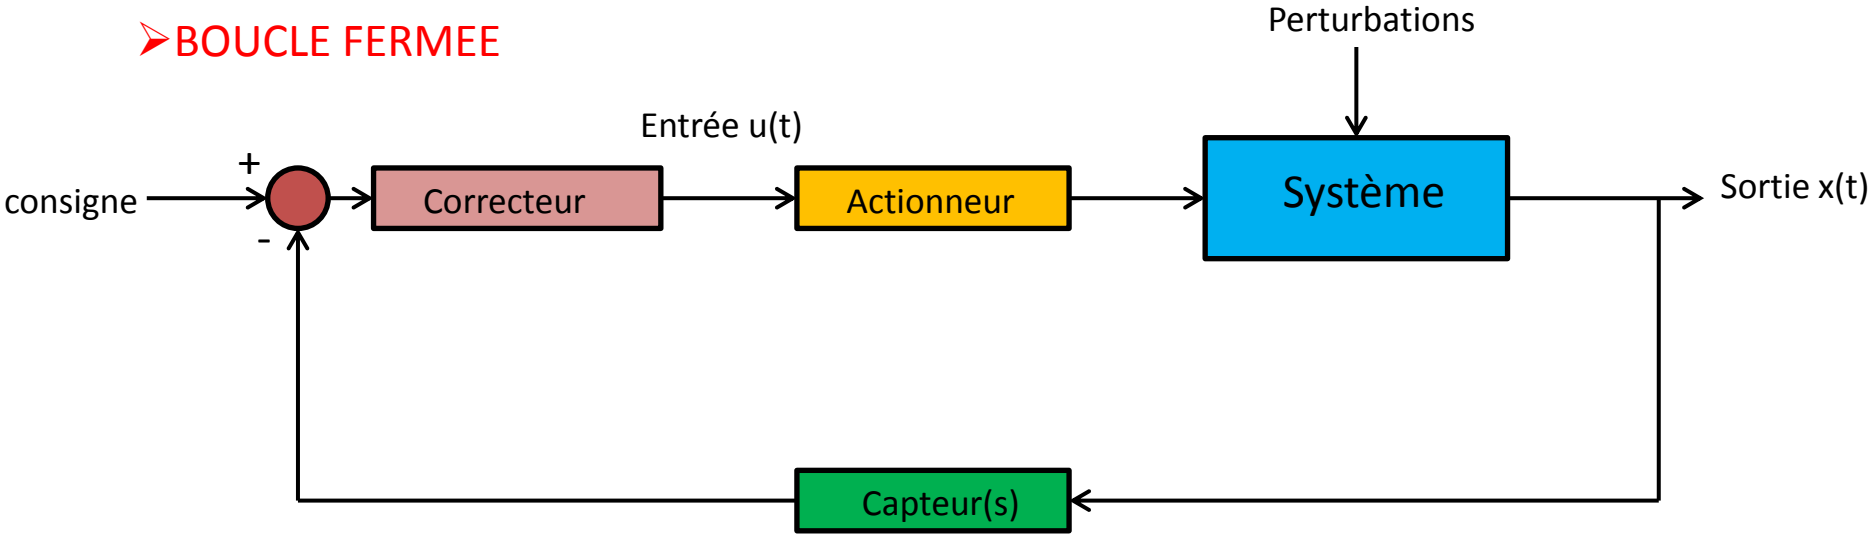 ➢BOUCLE FERMEE
Perturbations
Entrée u(t)
+
consigne
Correcteur
Actionneur
Système
Sortie x(t)
-
Capteur(s)